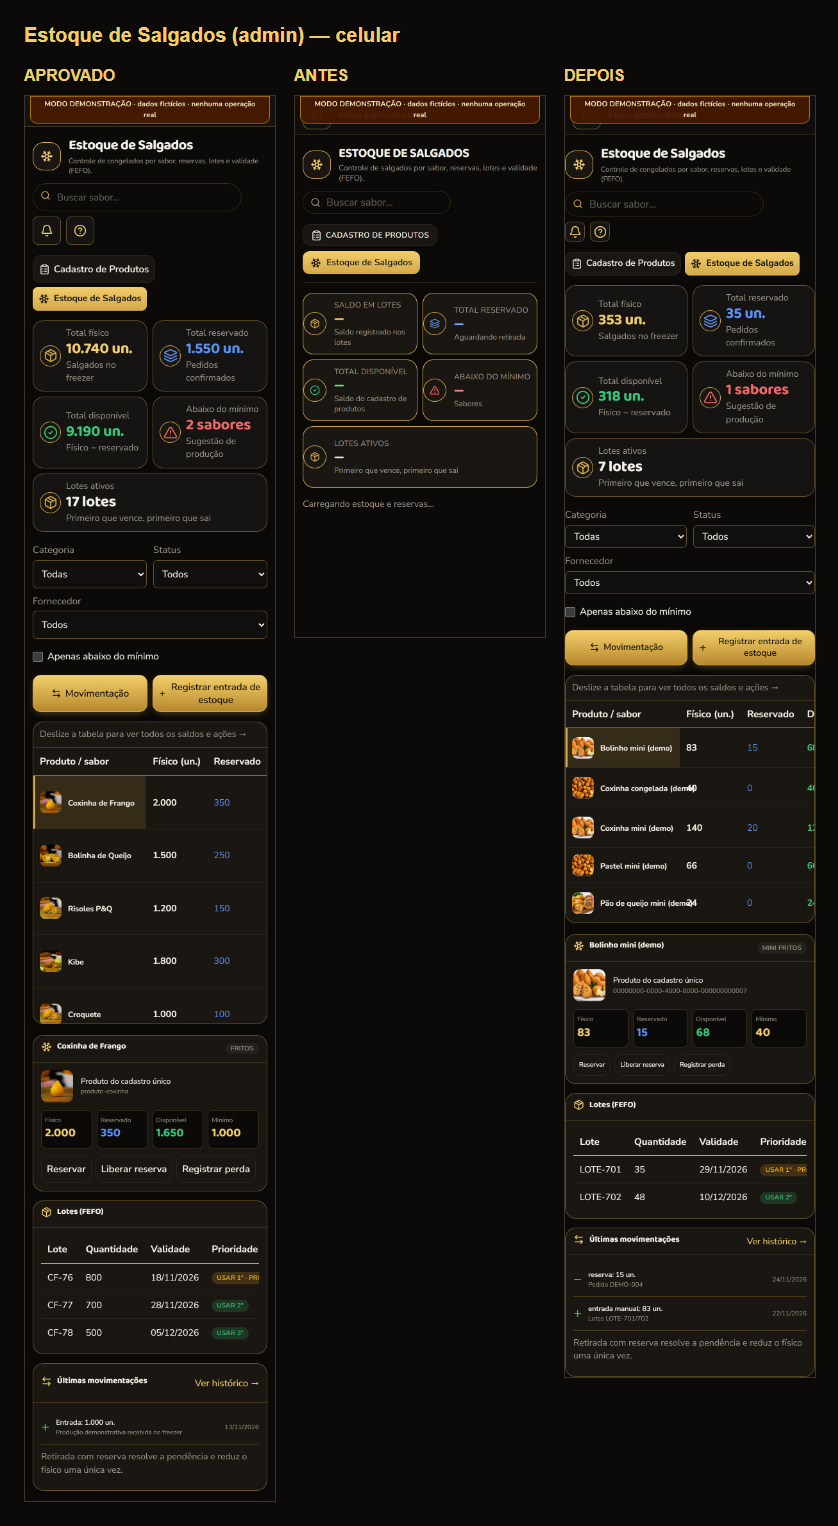 Estoque de Salgados (admin) — celular
APROVADO
MODO DEMONSTRAÇÃO · dados fictícios · nenhuma operação
real
Estoque de Salgados
Controle de congelados por sabor, reservas, lotes e validade
(FEFO).
Buscar sabor...
Cadastro de Produtos
Estoque de Salgados
Total físico
10.740 un.
Salgados no
freezer
Total reservado
1.550 un.
Pedidos
confirmados
Total disponível
9.190 un.
Físico − reservado
Abaixo do mínimo
2 sabores
Sugestão de
produção
Lotes ativos
17 lotes
Primeiro que vence, primeiro que sai
Categoria
Status
Todas
Todos
Fornecedor
Todos
Apenas abaixo do mínimo
Movimentação
+ Registrar entrada de
estoque
Deslize a tabela para ver todos os saldos e ações →
Produto / sabor Físico (un.) Reservado
Coxinha de Frango 2.000 350
Bolinha de Queijo 1.500 250
Risoles P&Q 1.200 150
Kibe 1.800 300
Croquete 1.000 100
Coxinha de Frango FRITOS
Produto do cadastro único
produto-coxinha
Físico Reservado Disponível Mínimo
2.000 350 1.650 1.000
Reservar Liberar reserva Registrar perda
Lotes (FEFO)
Lote Quantidade Validade Prioridade
CF-76 800 18/11/2026 USAR 1º · PRI
CF-77 700 28/11/2026 USAR 2º
CF-78 500 05/12/2026 USAR 3º
Últimas movimentações Ver histórico →
+ Entrada: 1.000 un. 13/11/2026
Produção demonstrativa recebida no freezer
Retirada com reserva resolve a pendência e reduz o
físico uma única vez.
ANTES
MODO DEMONSTRAÇÃO · dados fictícios · nenhuma operação
real
ESTOQUE DE SALGADOS
Controle de salgados por sabor, reservas, lotes e validade
(FEFO).
Buscar sabor...
CADASTRO DE PRODUTOS
Estoque de Salgados
SALDO EM LOTES
—
Saldo registrado nos
lotes
TOTAL RESERVADO
—
Aguardando retirada
TOTAL DISPONÍVEL
—
Saldo do cadastro de
produtos
ABAIXO DO MÍNIMO
—
Sabores
LOTES ATIVOS
—
Primeiro que vence, primeiro que sai
Carregando estoque e reservas...
DEPOIS
MODO DEMONSTRAÇÃO · dados fictícios · nenhuma operação
real
Estoque de Salgados
Controle de congelados por sabor, reservas, lotes e validade
(FEFO).
Buscar sabor...
Cadastro de Produtos
Estoque de Salgados
Total físico
353 un.
Salgados no freezer
Total reservado
35 un.
Pedidos
confirmados
Total disponível
318 un.
Físico − reservado
Abaixo do mínimo
1 sabores
Sugestão de
produção
Lotes ativos
7 lotes
Primeiro que vence, primeiro que sai
Categoria
Status
Todas
Todos
Fornecedor
Todos
Apenas abaixo do mínimo
Movimentação
+ Registrar entrada de
estoque
Deslize a tabela para ver todos os saldos e ações →
Produto / sabor Físico (un.) Reservado D
Bolinho mini (demo) 83 15 68
Coxinha congelada (demo) 40 0
Coxinha mini (demo) 140 20
Pastel mini (demo) 66 0
Pão de queijo mini (demo) 24 0
Bolinho mini (demo) MINI FRITOS
Produto do cadastro único
00000000-0000-4000-8000-000000000007
Físico Reservado Disponível Mínimo
83 15 68 40
Reservar Liberar reserva Registrar perda
Lotes (FEFO)
Lote Quantidade Validade Prioridade
LOTE-701 35 29/11/2026 USAR 1º · PR
LOTE-702 48 10/12/2026 USAR 2º
Últimas movimentações Ver histórico →
— reserva: 15 un. 24/11/2026
Pedido DEMO-004
+ entrada manual: 83 un. 22/11/2026
Lotes LOTE-701/702
Retirada com reserva resolve a pendência e reduz o físico
uma única vez.